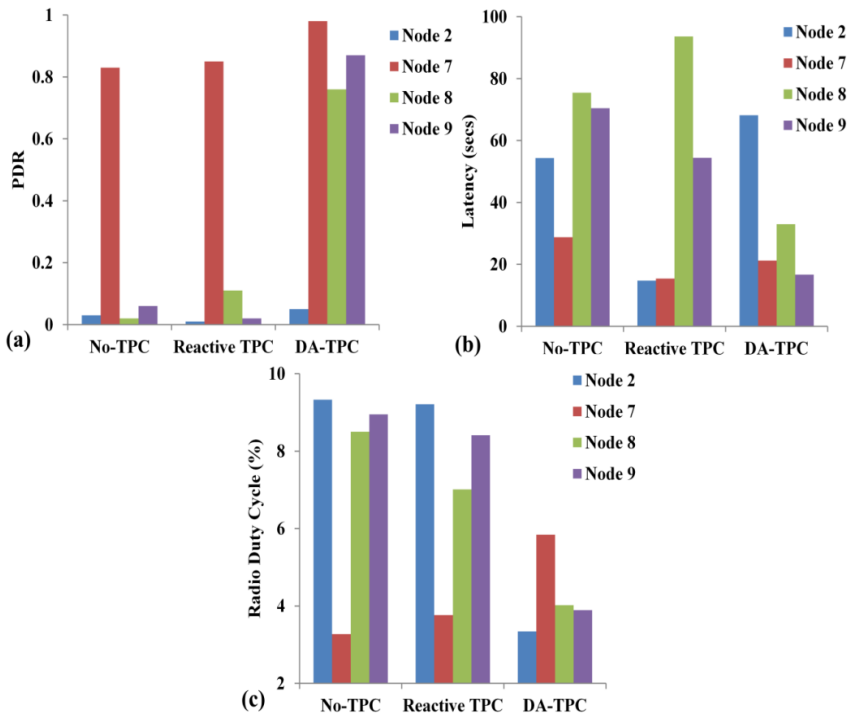 1
0.8
0.6
0.4
0.2
0
PDR
Node 2
Node 7
Node 8
Node 9
No-TPC
Reactive TPC
DA-TPC
(a)
100
80
60
40
20
0
Latency (secs)
Node 2
Node 7
Node 8
Node 9
No-TPC
Reactive TPC
DA-TPC
(b)
10
8
6
4
2
Radio Duty Cycle (%)
Node 2
Node 7
Node 8
Node 9
No-TPC
Reactive TPC
DA-TPC
(c)